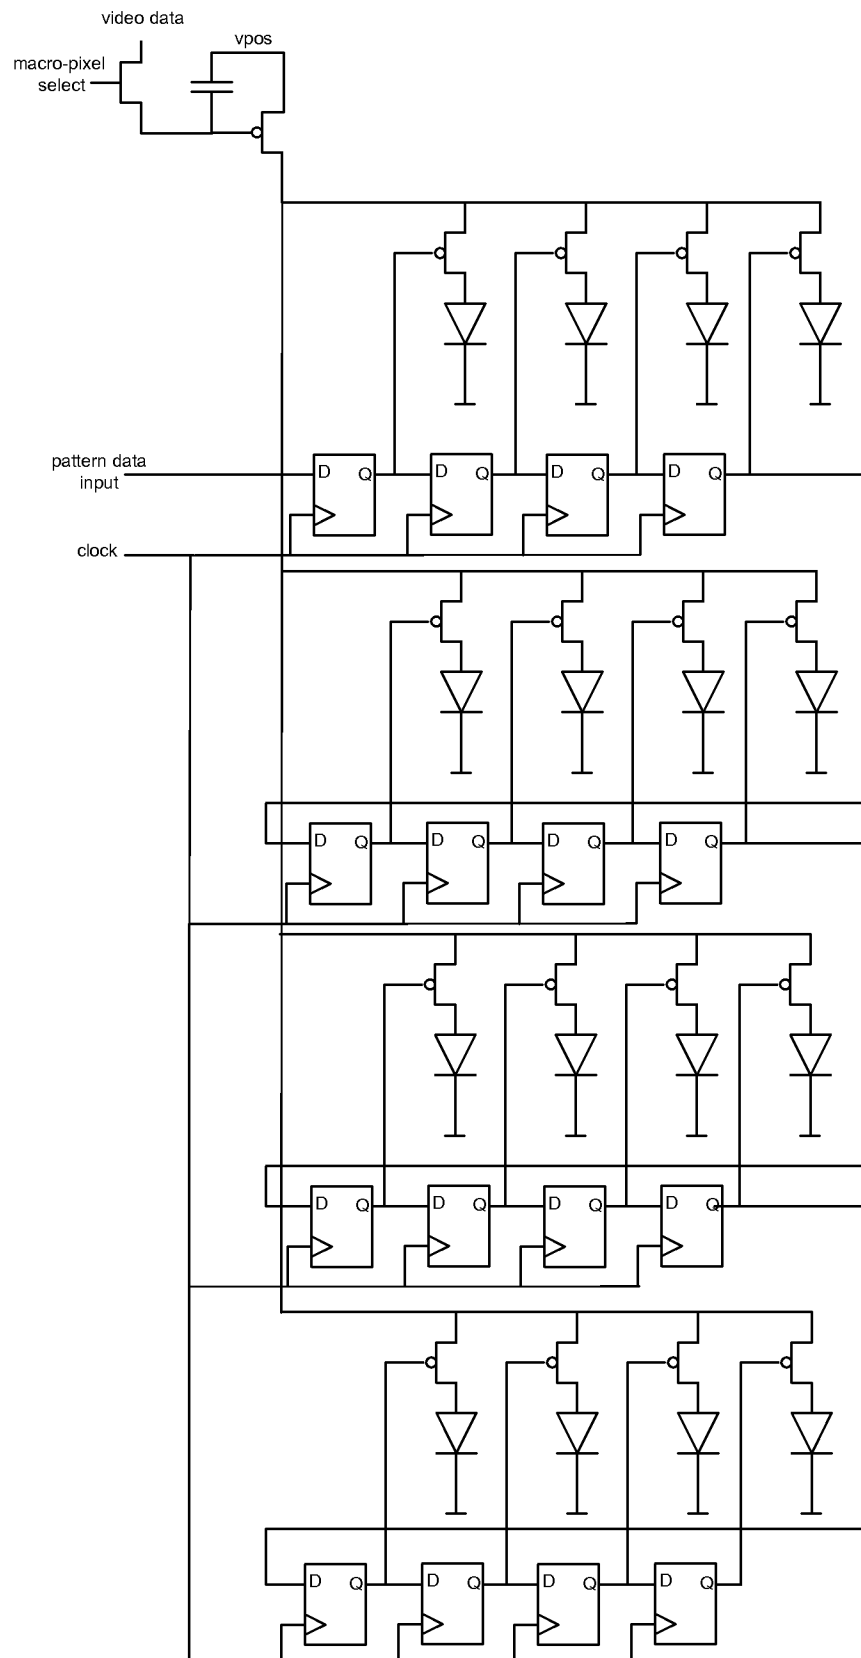 video data
vpos
macro-pixel
select
D Q D Q D Q D Q
pattern data
input
clock
D Q D Q D Q D Q
D Q D Q D Q D Q
D Q D Q D Q D Q